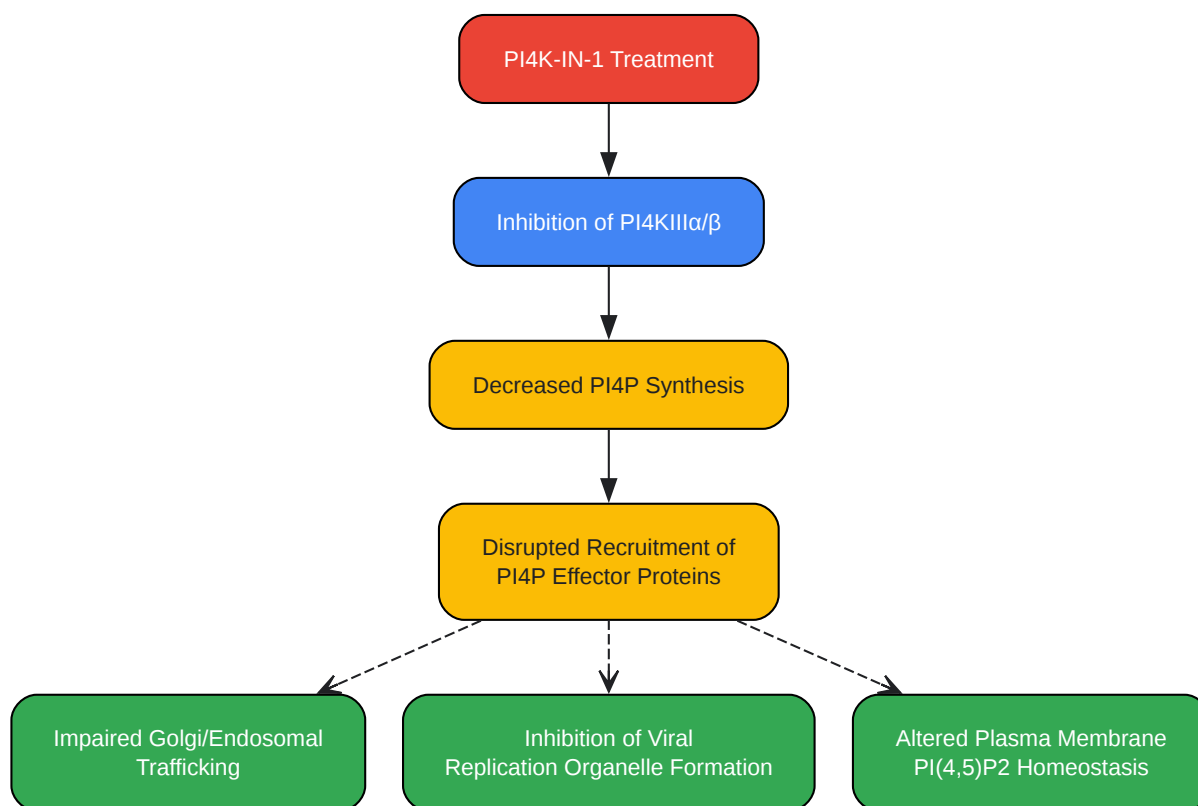 PI4K-IN-1 Treatment
Inhibition of PI4KIIIα/β
Decreased PI4P Synthesis
Disrupted Recruitment of
PI4P Effector Proteins
Impaired Golgi/Endosomal
Trafficking
Inhibition of Viral
Replication Organelle Formation
Altered Plasma Membrane
PI(4,5)P2 Homeostasis